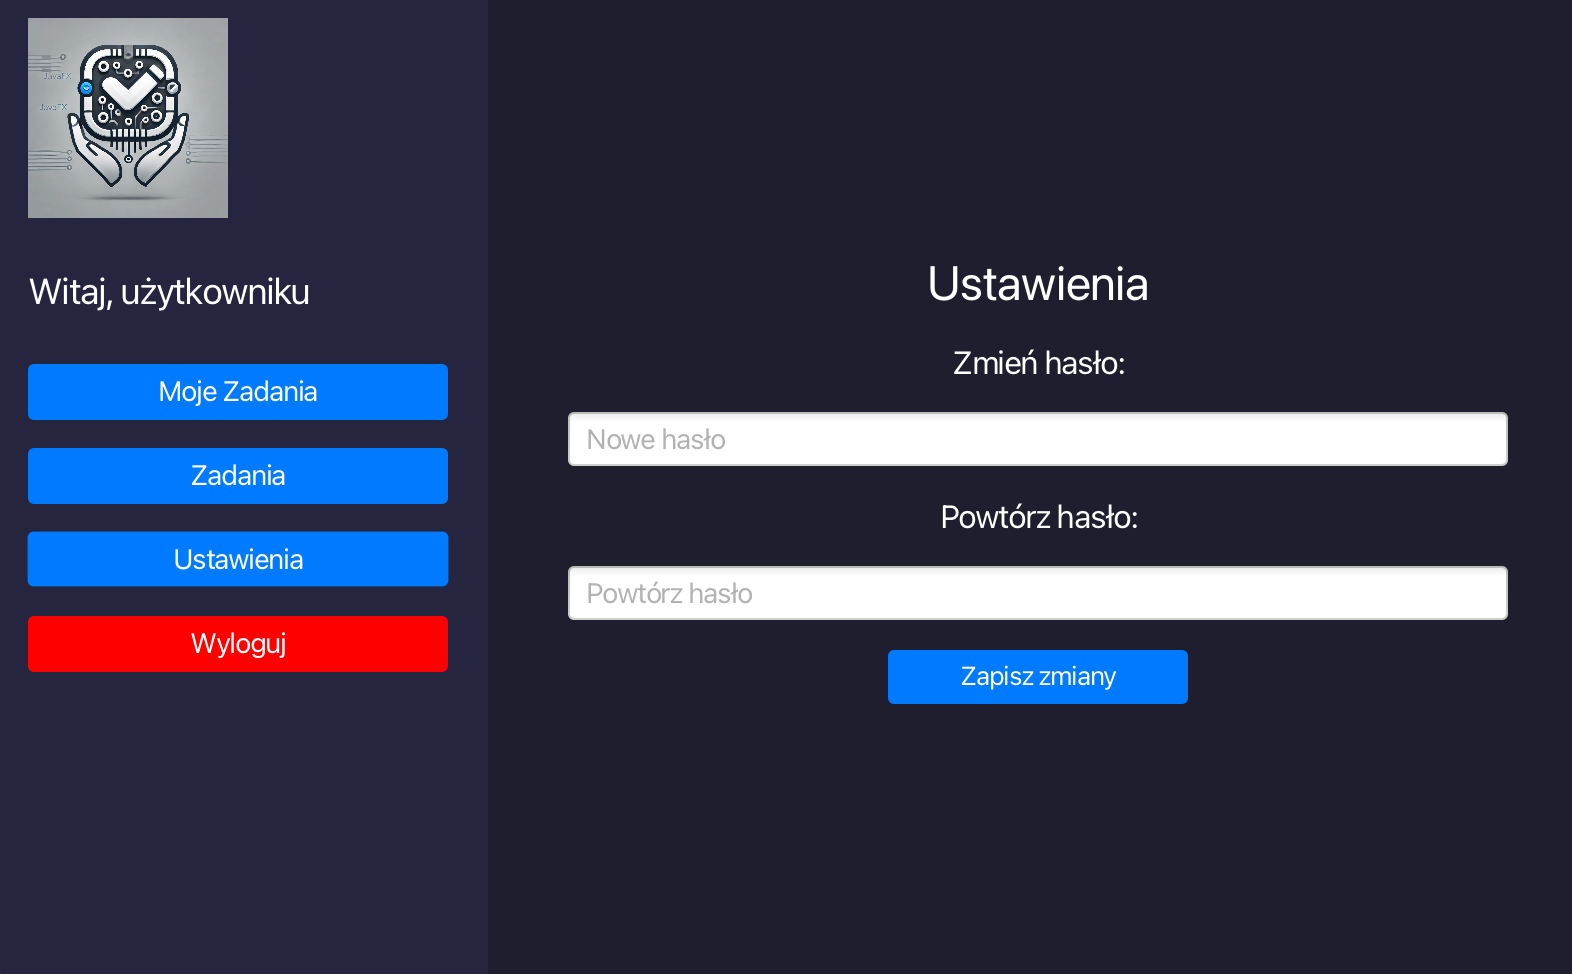 JavaFX
JavaFX
Witaj, użytkowniku
Moje Zadania
Zadania
Ustawienia
Wyloguj
Ustawienia
Zmień hasło:
Nowe hasło
Powtórz hasło:
Powtórz hasło
Zapisz zmiany